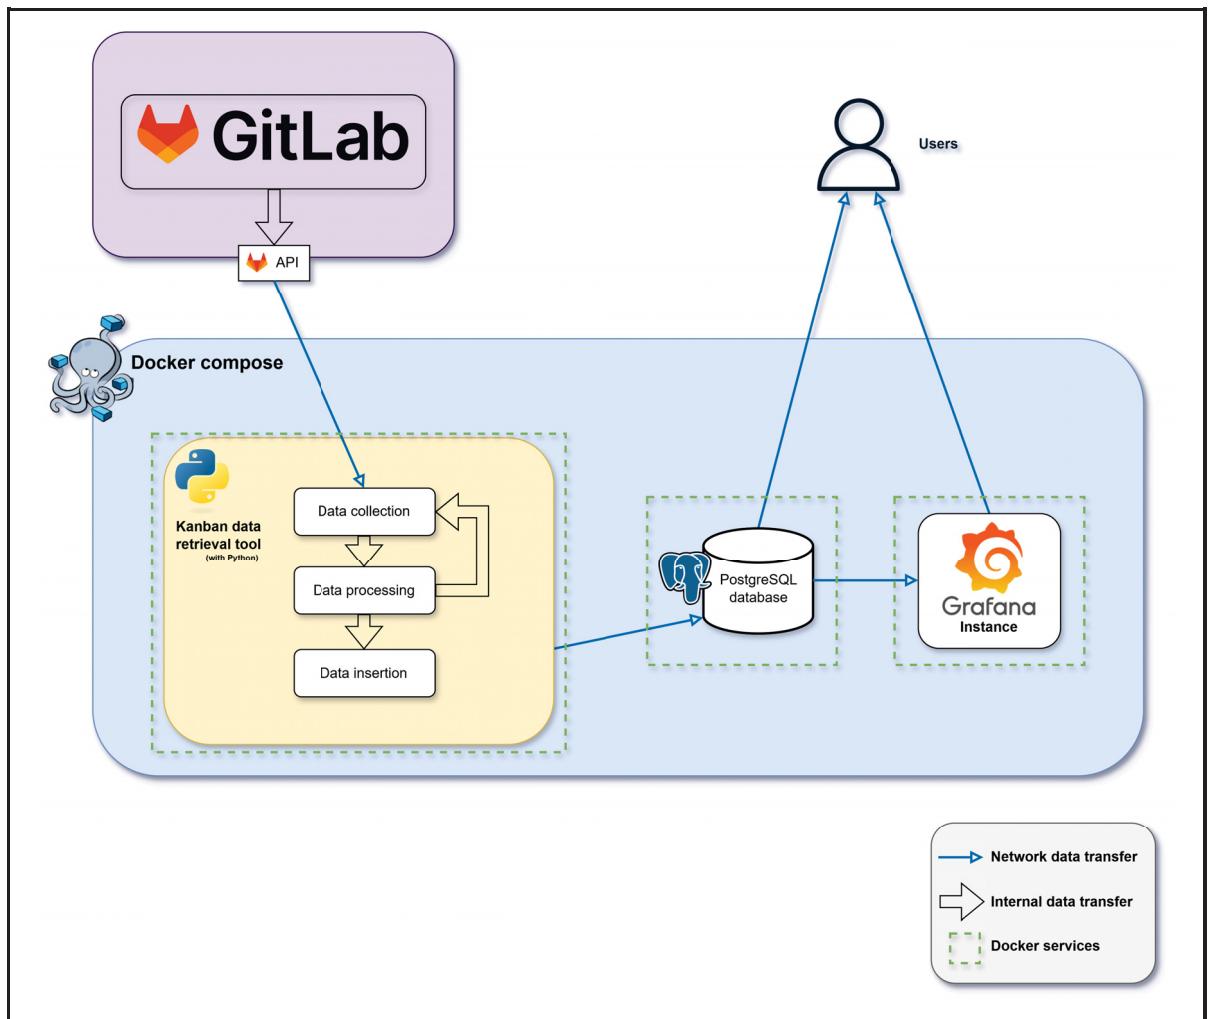 GitLab
API
Users
Docker compose
Kanban data
retrieval tool
(with Python)
Data collection
Data processing
Data insertion
PostgreSQL
database
Grafana
Instance
Network data transfer
Internal data transfer
Docker services